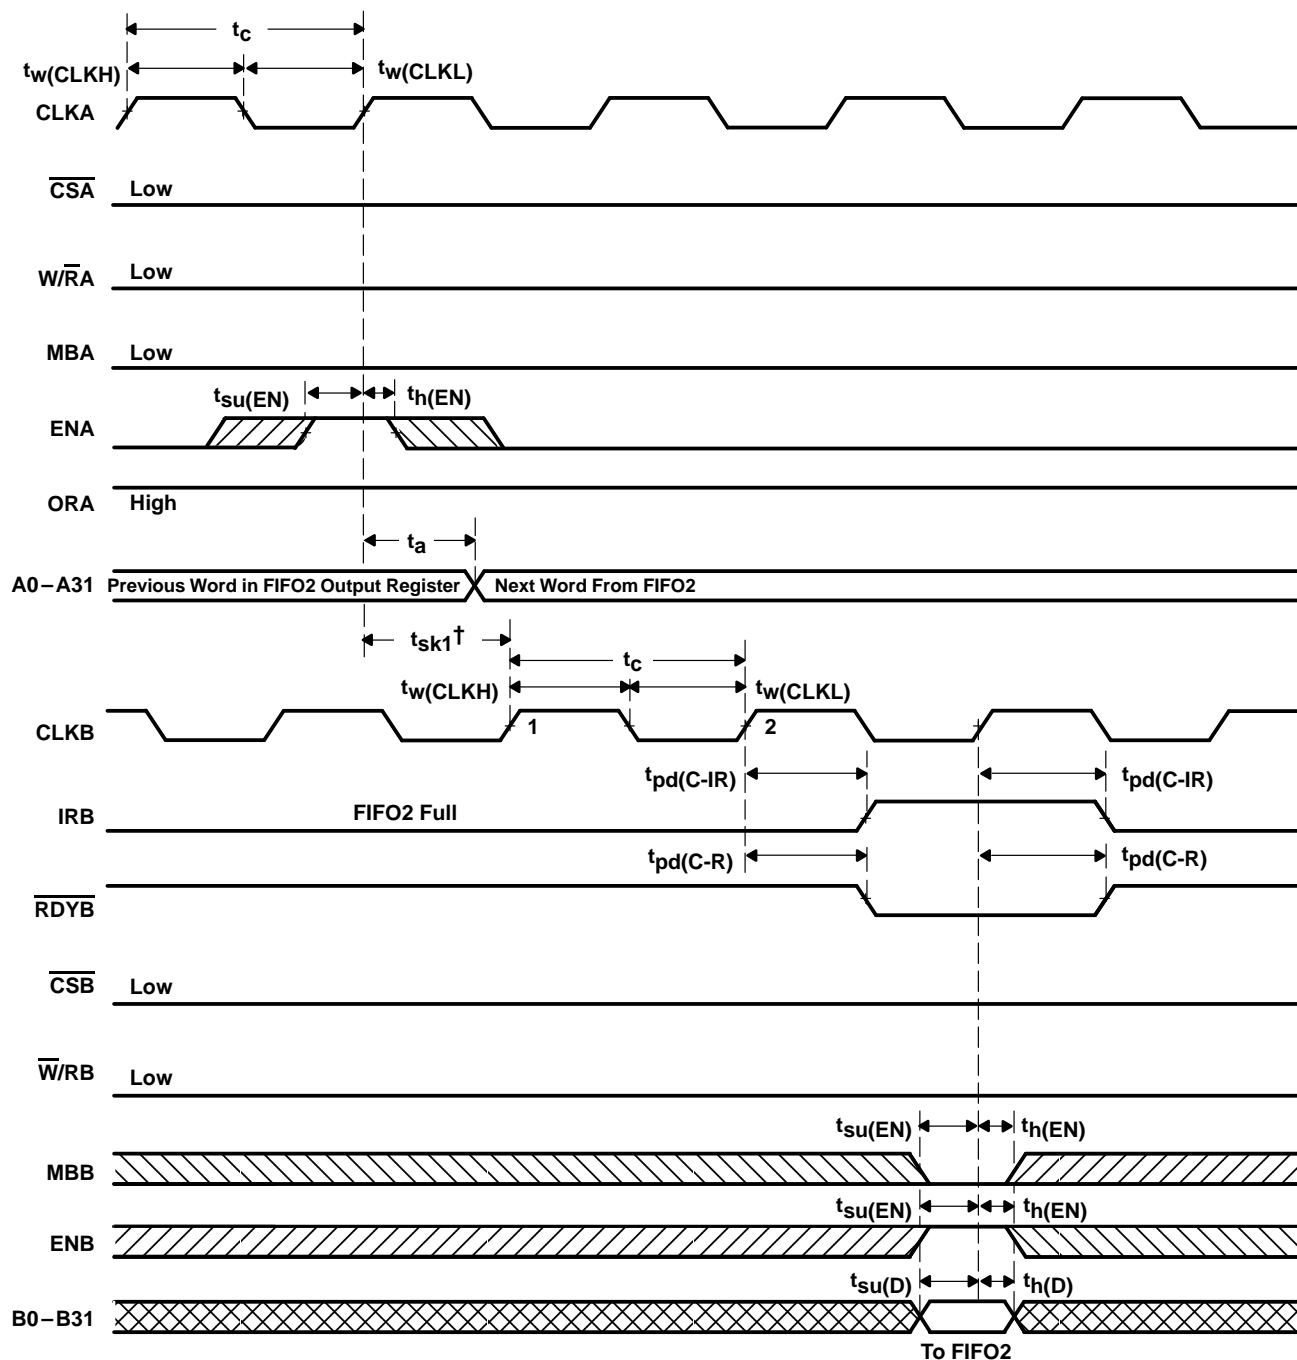 tc
tw(CLKH) tw(CLKL)
CLKA
CSA Low
W/RA Low
MBA Low
tsu(EN) th(EN)
ENA
ORA High
ta
A0–A31 Previous Word in FIFO2 Output Register Next Word From FIFO2
tsk1†
tc
tw(CLKH) tw(CLKL)
CLKB 1 2
tpd(C-IR) tpd(C-IR)
IRB FIFO2 Full
tpd(C-R) tpd(C-R)
RDYB
CSB Low
W/RB Low
tsu(EN) th(EN)
MBB
tsu(EN) th(EN)
ENB
tsu(D) th(D)
B0–B31
To FIFO2